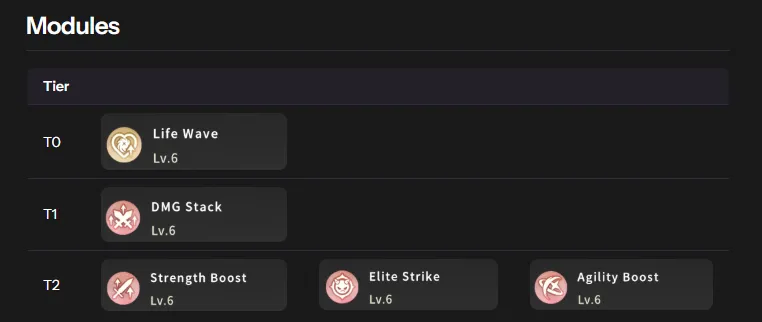 Modules
Tier
T0
Life Wave
Lv.6
T1
DMG Stack
Lv.6
T2
Strength Boost
Lv.6
Elite Strike
Lv.6
Agility Boost
Lv.6